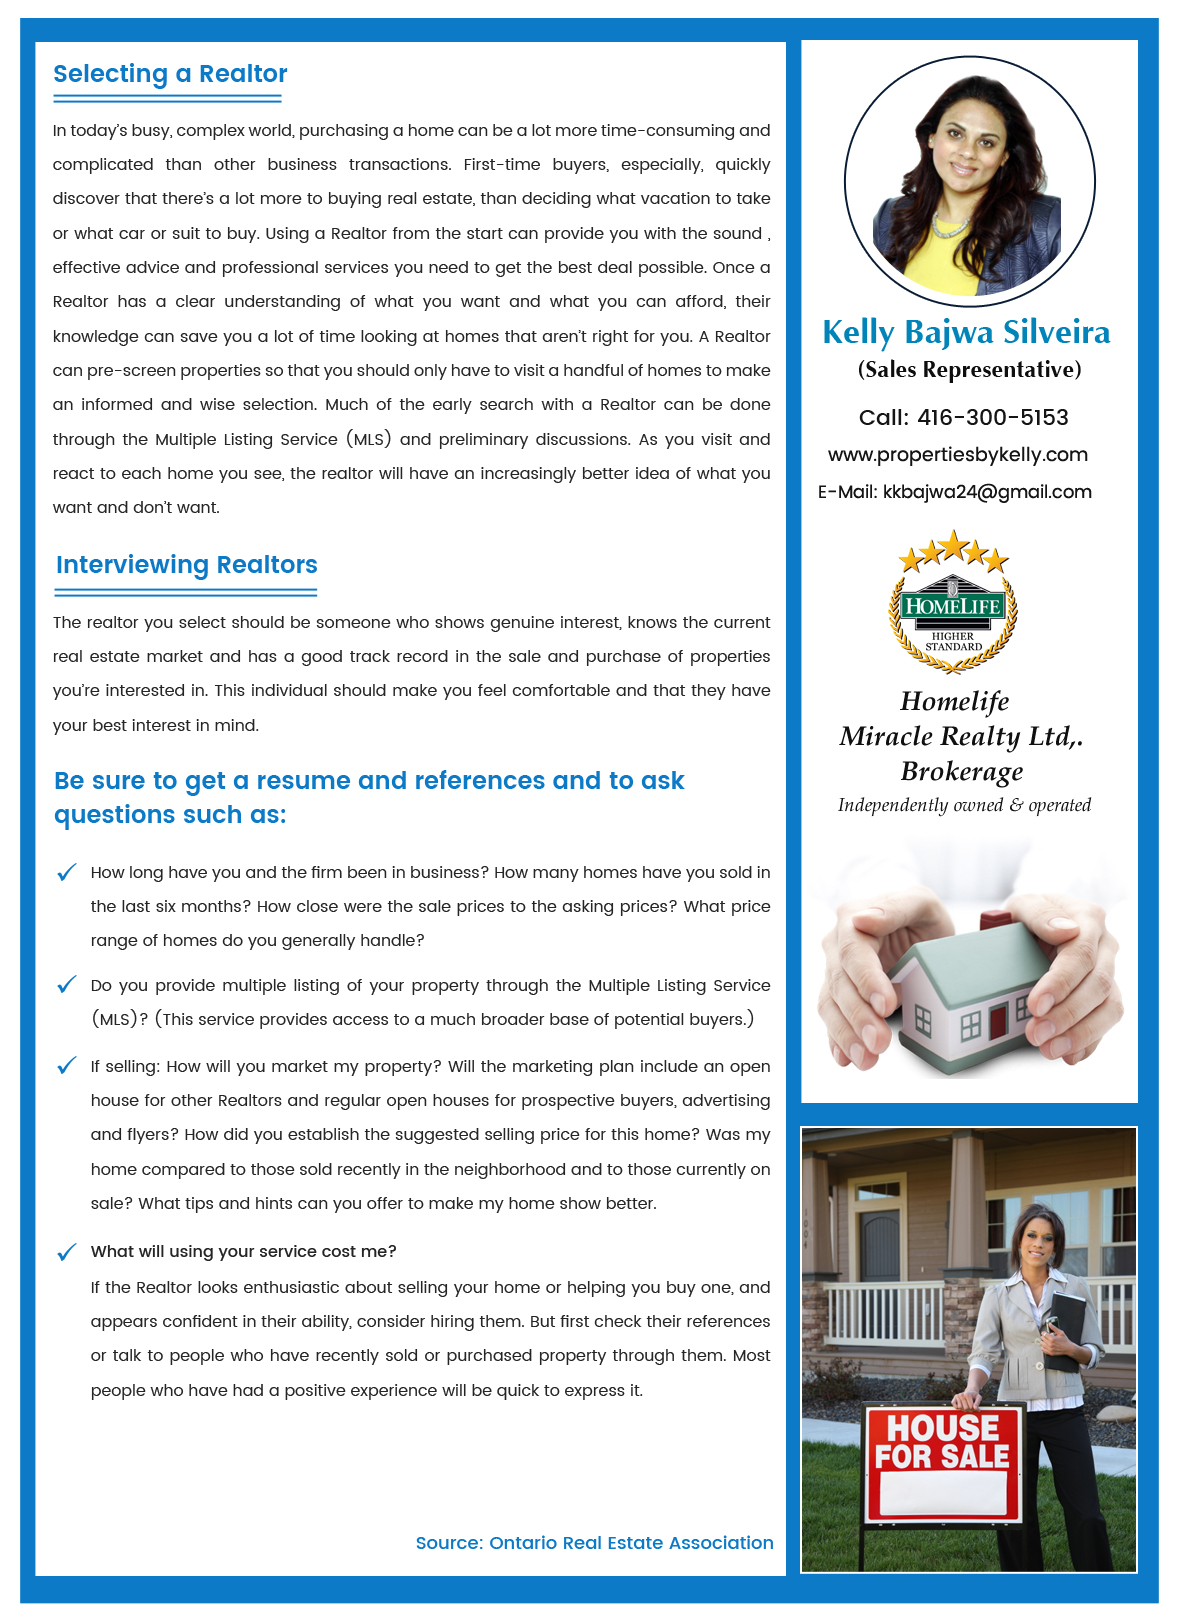 Selecting a Realtor
In today's busy, complex world, purchasing a home can be a lot more time-consuming and
complicated than other business transactions. First-time buyers, especially, quickly
discover that there's a lot more to buying real estate, than deciding what vacation to take
or what car or suit to buy. Using a Realtor from the start can provide you with the sound ,
effective advice and professional services you need to get the best deal possible. Once a
Realtor has a clear understanding of what you want and what you can afford, their
knowledge can save you a lot of time looking at homes that aren't right for you. A Realtor
can pre-screen properties so that you should only have to visit a handful of homes to make
an informed and wise selection. Much of the early search with a Realtor can be done
through the Multiple Listing Service (MLS) and preliminary discussions. As you visit and
react to each home you see, the realtor will have an increasingly better idea of what you
want and don't want.
Interviewing Realtors
The realtor you select should be someone who shows genuine interest, knows the current
real estate market and has a good track record in the sale and purchase of properties
you're interested in. This individual should make you feel comfortable and that they have
your best interest in mind.
Be sure to get a resume and references and to ask
questions such as:
How long have you and the firm been in business? How many homes have you sold in
the last six months? How close were the sale prices to the asking prices? What price
range of homes do you generally handle?
Do you provide multiple listing of your property through the Multiple Listing Service
(MLS)? (This service provides access to a much broader base of potential buyers.)
If selling: How will you market my property? Will the marketing plan include an open
house for other Realtors and regular open houses for prospective buyers, advertising
and flyers? How did you establish the suggested selling price for this home? Was my
home compared to those sold recently in the neighborhood and to those currently on
sale? What tips and hints can you offer to make my home show better.
What will using your service cost me?
If the Realtor looks enthusiastic about selling your home or helping you buy one, and
appears confident in their ability, consider hiring them. But first check their references
or talk to people who have recently sold or purchased property through them. Most
people who have had a positive experience will be quick to express it.
Source: Ontario Real Estate Association
Kelly Bajwa Silveira
(Sales Representative)
Call: 416-300-5153
www.propertiesbykelly.com
E-Mail: kkbajwa24@gmail.com
HOMELIFE
HIGHER
STANDARD
Homelife
Miracle Realty Ltd,.
Brokerage
Independently owned & operated
1004
HOUSE
FOR SALE